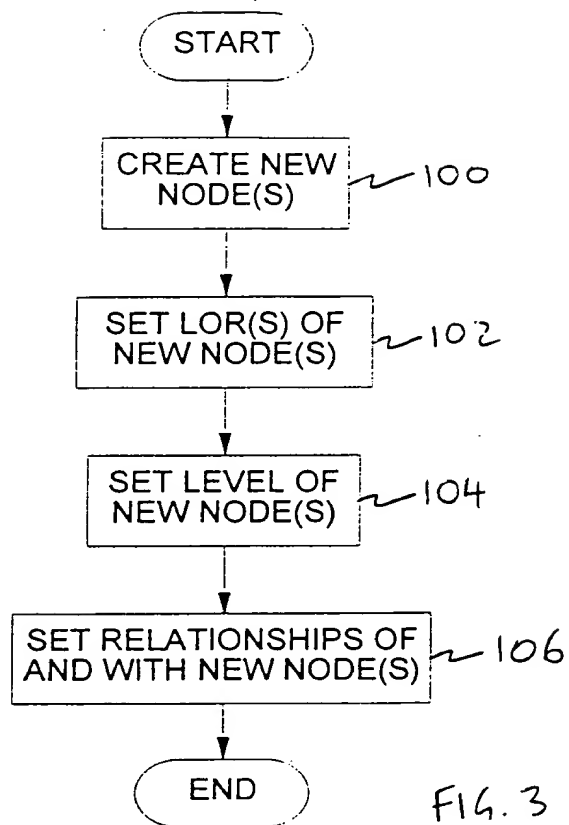 START
CREATE NEW
NODE(S)
100
SET LOR(S) OF
NEW NODE(S)
102
SET LEVEL OF
NEW NODE(S)
104
SET RELATIONSHIPS OF
AND WITH NEW NODE(S)
106
END
FIG. 3